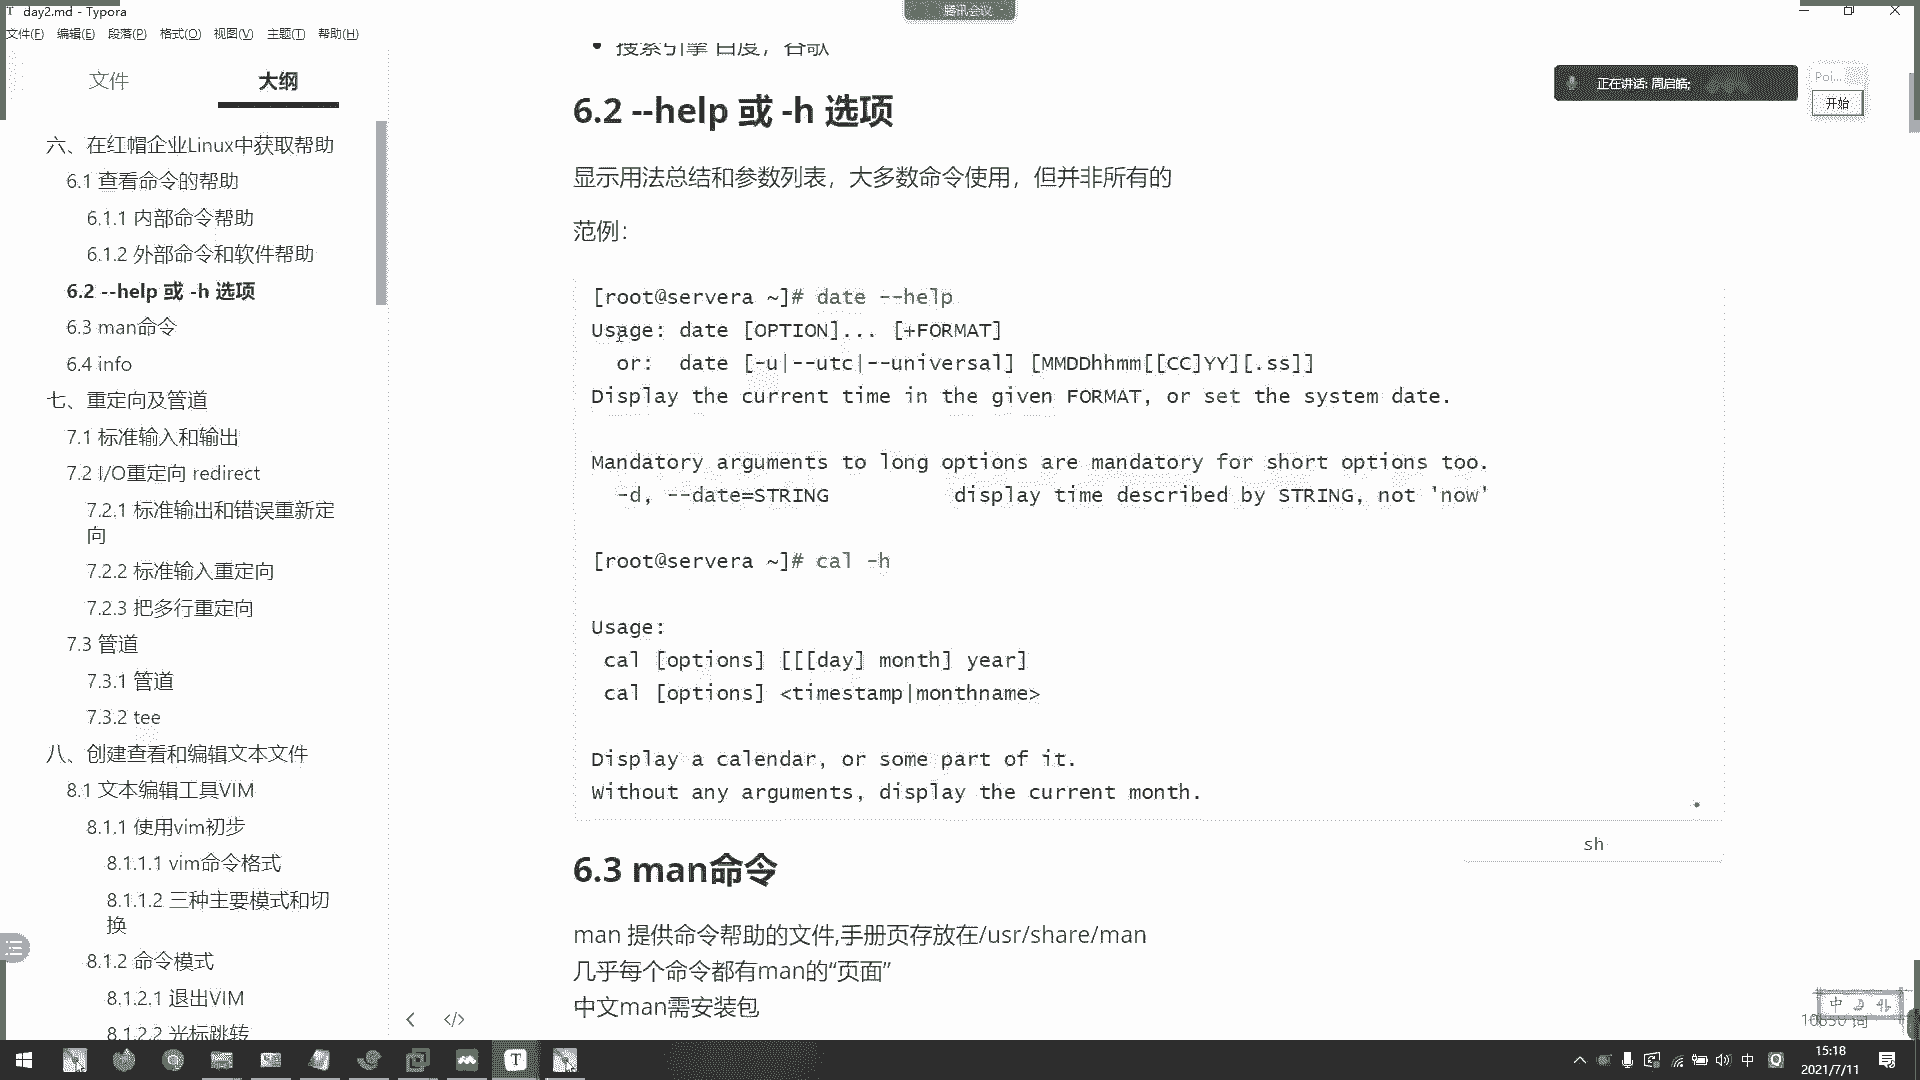 day2.md - Typora
腾讯会议
文件(F) 编辑(E) 段落(P) 格式(O) 视图(V) 主题(T) 帮助(H)
文件 大纲
六、在红帽企业Linux中获取帮助
6.1 查看命令的帮助
6.1.1 内部命令帮助
6.1.2 外部命令和软件帮助
6.2 --help 或 -h 选项
6.3 man命令
6.4 info
七、重定向及管道
7.1 标准输入和输出
7.2 I/O重定向 redirect
7.2.1 标准输出和错误重新定
向
7.2.2 标准输入重定向
7.2.3 把多行重定向
7.3 管道
7.3.1 管道
7.3.2 tee
八、创建查看和编辑文本文件
8.1 文本编辑工具VIM
8.1.1 使用vim初步
8.1.1.1 vim命令格式
8.1.1.2 三种主要模式和切
换
8.1.2 命令模式
8.1.2.1 退出VIM
8.1.2.2 光标跳转
搜索引擎 百度，谷歌
6.2 --help 或 -h 选项
显示用法总结和参数列表，大多数命令使用，但并非所有的
范例：
[root@servera ~]# date --help
Usage: date [OPTION]... [+FORMAT]
or: date [-u|--utc|--universal] [MMDDhhmm[[CC]YY][.ss]]
Display the current time in the given FORMAT, or set the system date.
Mandatory arguments to long options are mandatory for short options too.
-d, --date=STRING display time described by STRING, not 'now'
[root@servera ~]# cal -h
Usage:
cal [options] [[[day] month] year]
cal [options] <timestamp|monthname>
Display a calendar, or some part of it.
Without any arguments, display the current month.
sh
6.3 man命令
man 提供命令帮助的文件,手册页存放在/usr/share/man
几乎每个命令都有man的“页面”
中文man需安装包
正在讲话: 周启皓;
Poi...
开始
中
15:18
2021/7/11